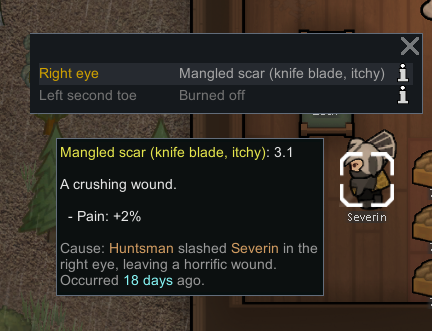 Right eye Mangled scar (knife blade, itchy)
Left second toe Burned off
Mangled scar (knife blade, itchy): 3.1
A crushing wound.
- Pain: +2%
Cause: Huntsman slashed Severin in the
right eye, leaving a horrific wound.
Occurred 18 days ago.
Severin